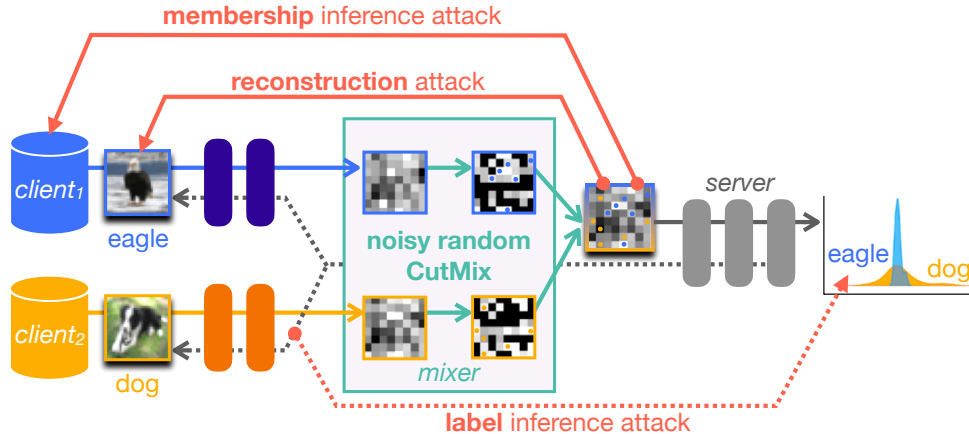 membership inference attack
reconstruction attack
client1
eagle
noisy random
CutMix
server
eagle
dog
client2
dog
mixer
label inference attack